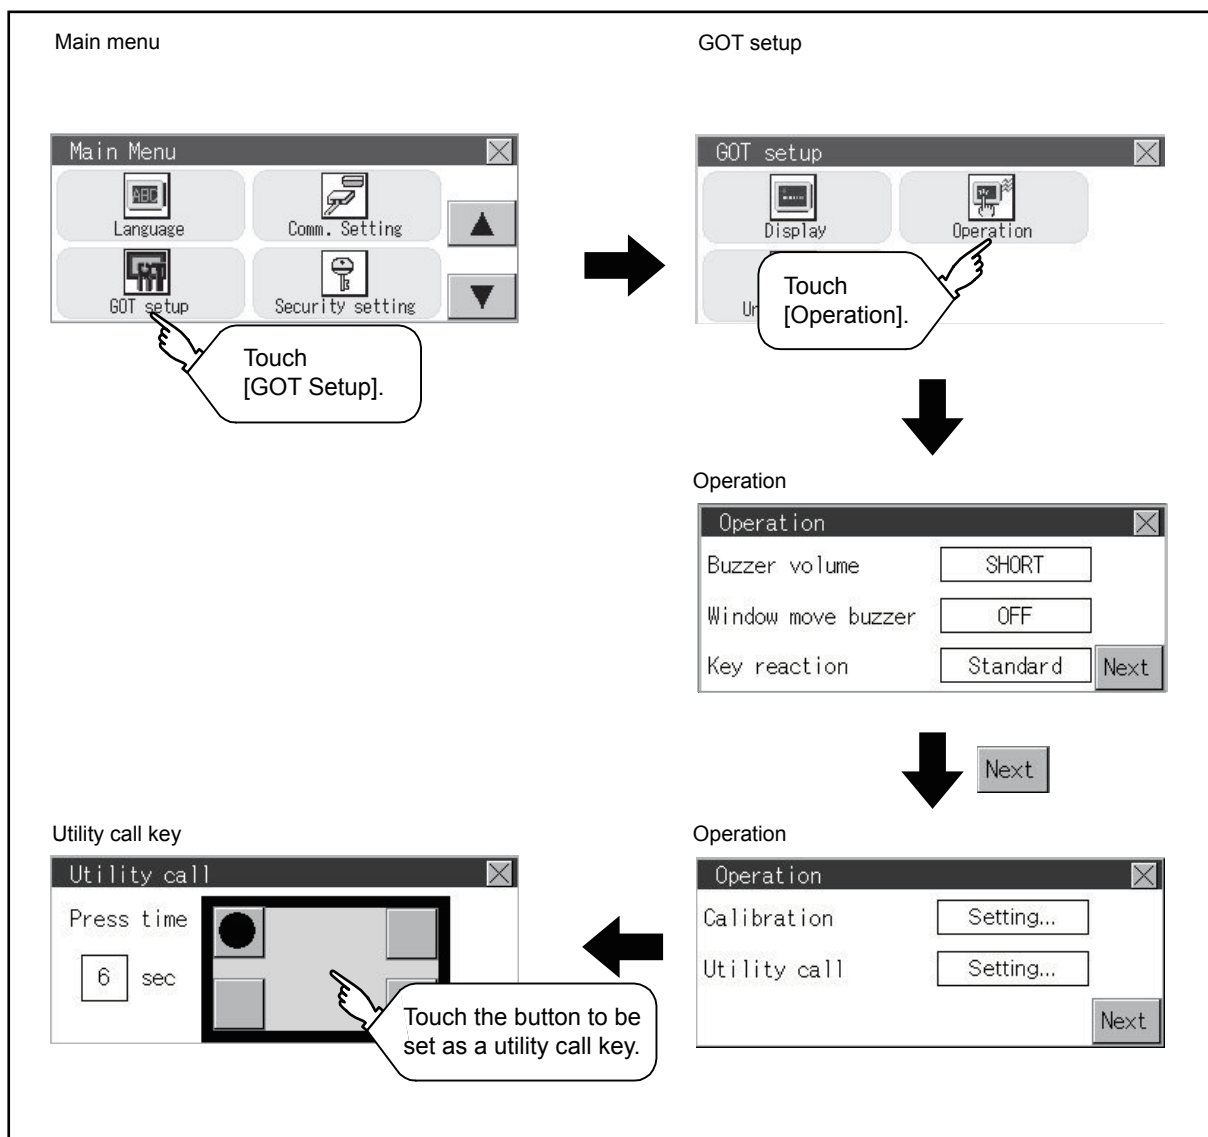 Main menu
GOT setup
Main Menu
Language
Comm. Setting
GOT setup
Security setting
Touch
[GOT Setup].
GOT setup
Display
Operation
Touch
[Operation].
Operation
Operation
Buzzer volume SHORT
Window move buzzer OFF
Key reaction Standard Next
Next
Utility call key
Operation
Utility call
Press time
6 sec
Touch the button to be
set as a utility call key.
Operation
Calibration Setting...
Utility call Setting...
Next